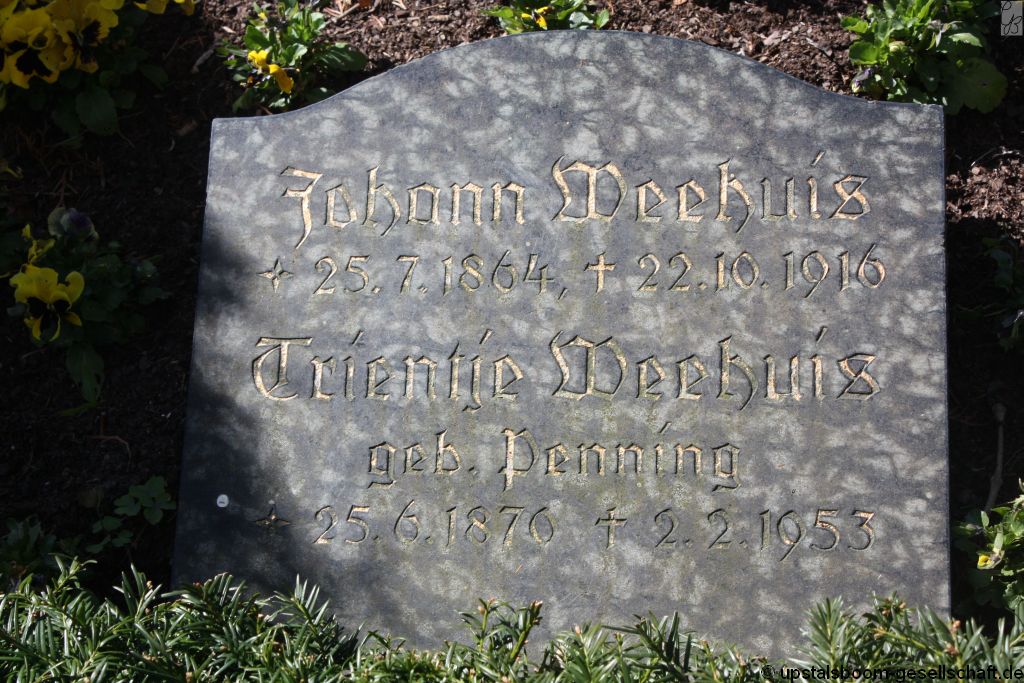 Johann Weehuis
25.7.1864, † 22.10.1916
Trientje Weehuis
geb. Penning
25.6.1870 † 2.2.1953
© upstalsboom-gesellschaft.de